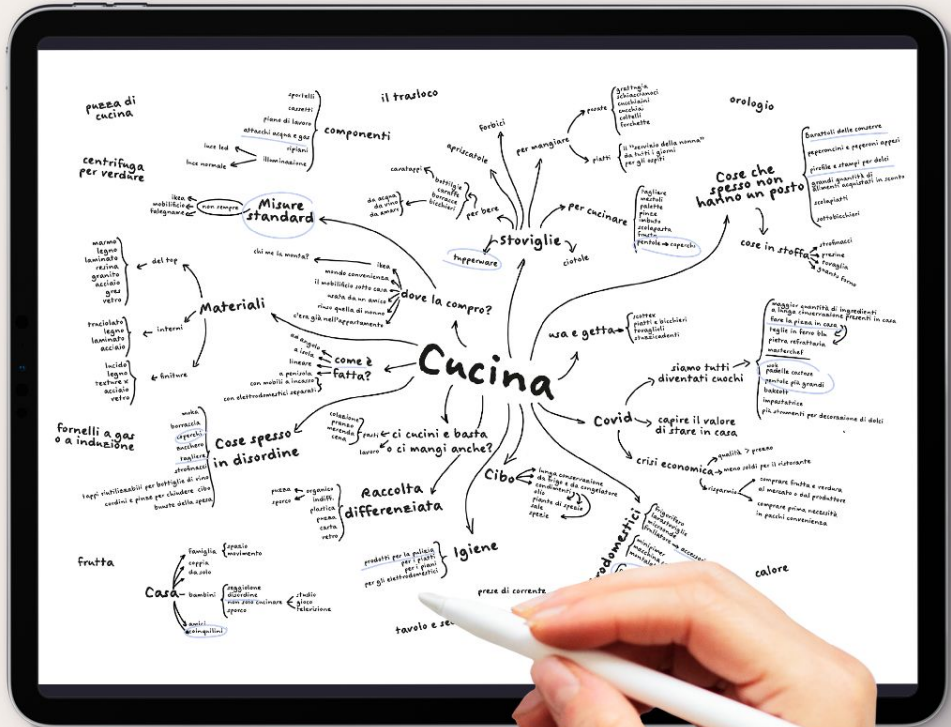 puzza di
cucina
sportelli
cassetti
piano di lavoro
attacchi acqua e gas
ripiani
illuminazione
luce led
luce normale
componenti
il trasloco
centrifuga
per verdure
Misure
standard
non sempre
ikea
mobilificio
falegname
forbici
apriscatole
per mangiare
posate
grattugia
schiaccianoci
cucchiaini
cucchiai
coltelli
forchette
piatti
il "servizio della nonna"
da tutti i giorni
per gli ospiti
cavatappi
bottiglie
caraffe
borracce
bicchieri
per bere
da acqua
da vino
da amari
stoviglie
tupperware
ciotole
per cucinare
tagliere
mestoli
palette
pinze
imbuto
scolapasta
frusta
pentole → coperchi
orologio
Cose che
spesso non
hanno un posto
Barattoli delle conserve
peperoncini e peperoni appesi
pirofile e stampi per dolci
grandi quantità di
alimenti acquistati in sconto
scolapiatti
sottobicchieri
cose in stoffa
strofinacci
presine
tovaglia
guanto forno
Materiali
del top
marmo
legno
laminato
resina
granito
acciaio
gres
vetro
interni
truciolato
legno
laminato
acciaio
finiture
lucido
legno
texture x
acciaio
vetro
dove la compro?
chi me la monta?
ikea
mondo convenienza
il mobilificio sotto casa
usata da un amico
riuso quella di nonno
c'era già nell'appartamento
Cucina
come è
fatta?
ad angolo
a isola
lineare
a penisola
con mobili a incasso
con elettrodomestici separati
usa e getta
scottex
piatti e bicchieri
tovaglioli
stuzzicadenti
Covid
siamo tutti
diventati cuochi
maggior quantità di ingredienti
a lunga conservazione presenti in casa
fare la pizza in casa
teglie in ferro blu
pietra refrattaria
masterchef
wok
padelle costose
pentole più grandi
impastatrice
più strumenti per decorazione di dolci
capire il valore
di stare in casa
crisi economica
qualità > prezzo
meno soldi per il ristorante
risparmio
comprare frutta e verdura
al mercato o dal produttore
comprare prima necessità
in pacchi convenienza
fornelli a gas
o a induzione
Cose spesso
in disordine
moka
borraccia
coperchi
zucchero
tagliere
strofinacci
tappi riutilizzabili per bottiglie di vino
cordini e pinze per chiudere cibo
buste della spesa
ci cucini e basta
o ci mangi anche?
pasti
colazione
pranzo
merenda
cena
lavoro
Raccolta
differenziata
organico
indiff.
plastica
carta
vetro
puzza
sporco
Cibo
lunga conservazione
da frigo e da congelatore
condimenti
olio
piante di spezie
sale
spezie
Igiene
prodotti per la pulizia
per i piatti
per i piani
per gli elettrodomestici
frigorifero
lavastoviglie
microonde
frullatore
minipimer
prese di corrente
calore
frutta
Casa
famiglia
spazio
movimento
coppia
da solo
bambini
seggiolone
disordine
non solo cucinare
sporco
studio
gioco
televisione
amici
coinquilini
tavolo e